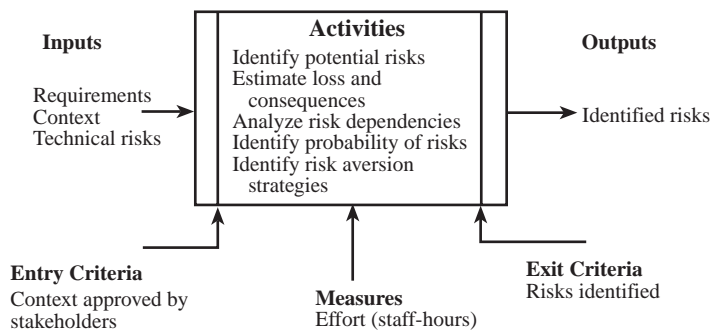 Activities
Inputs
Outputs
Identify potential risks
Estimate loss and
consequences
Analyze risk dependencies
Identify probability of risks
Identify risk aversion
strategies
Requirements
Context
Technical risks
Identified risks
Entry Criteria
Context approved by
stakeholders
Measures
Effort (staff-hours)
Exit Criteria
Risks identified